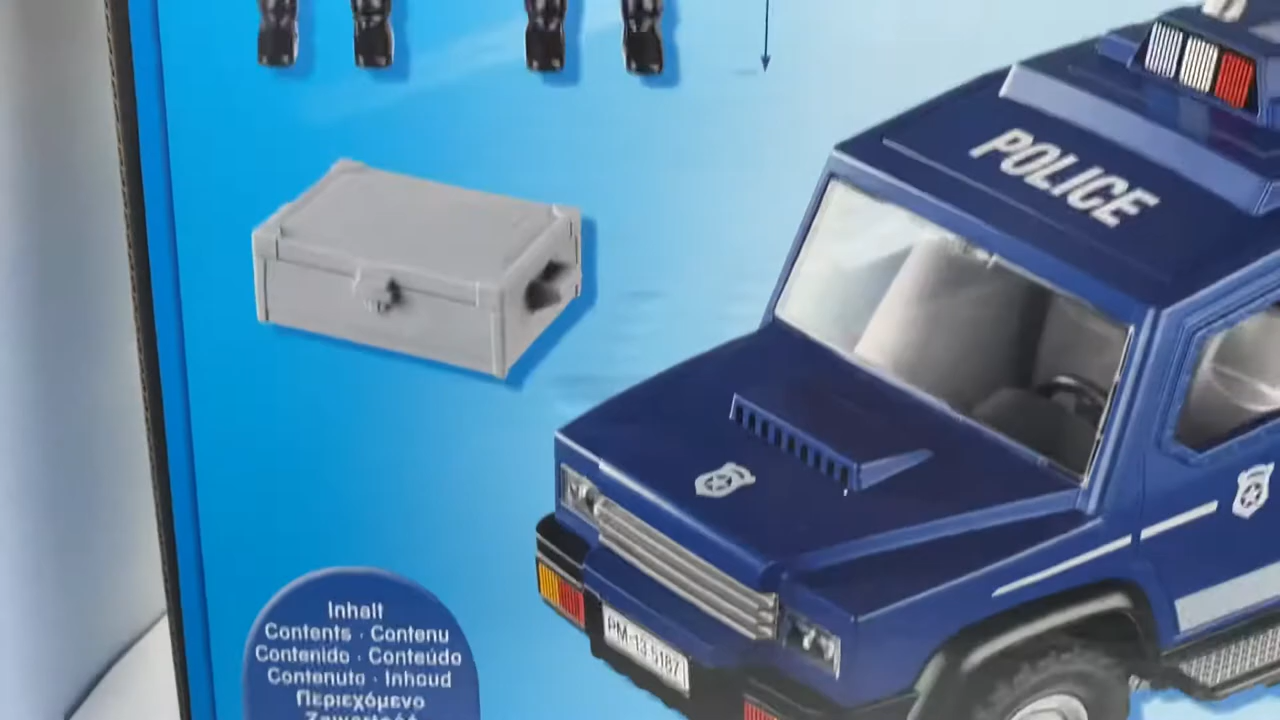 POLICE
PM-13-5187
Inhalt
Contents · Contenu
Contenido · Conteúdo
Contenuto · Inhoud
Περιεχόμενο